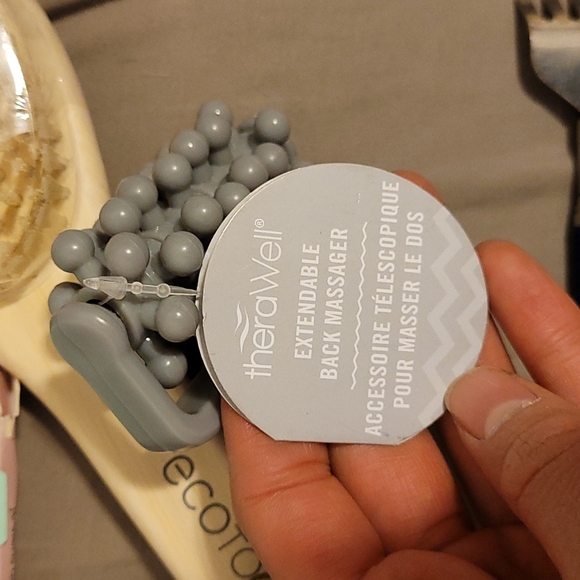 theraWell®
EXTENDABLE
BACK MASSAGER
ACCESSOIRE TÉLESCOPIQUE
POUR MASSER LE DOS
ECOTO